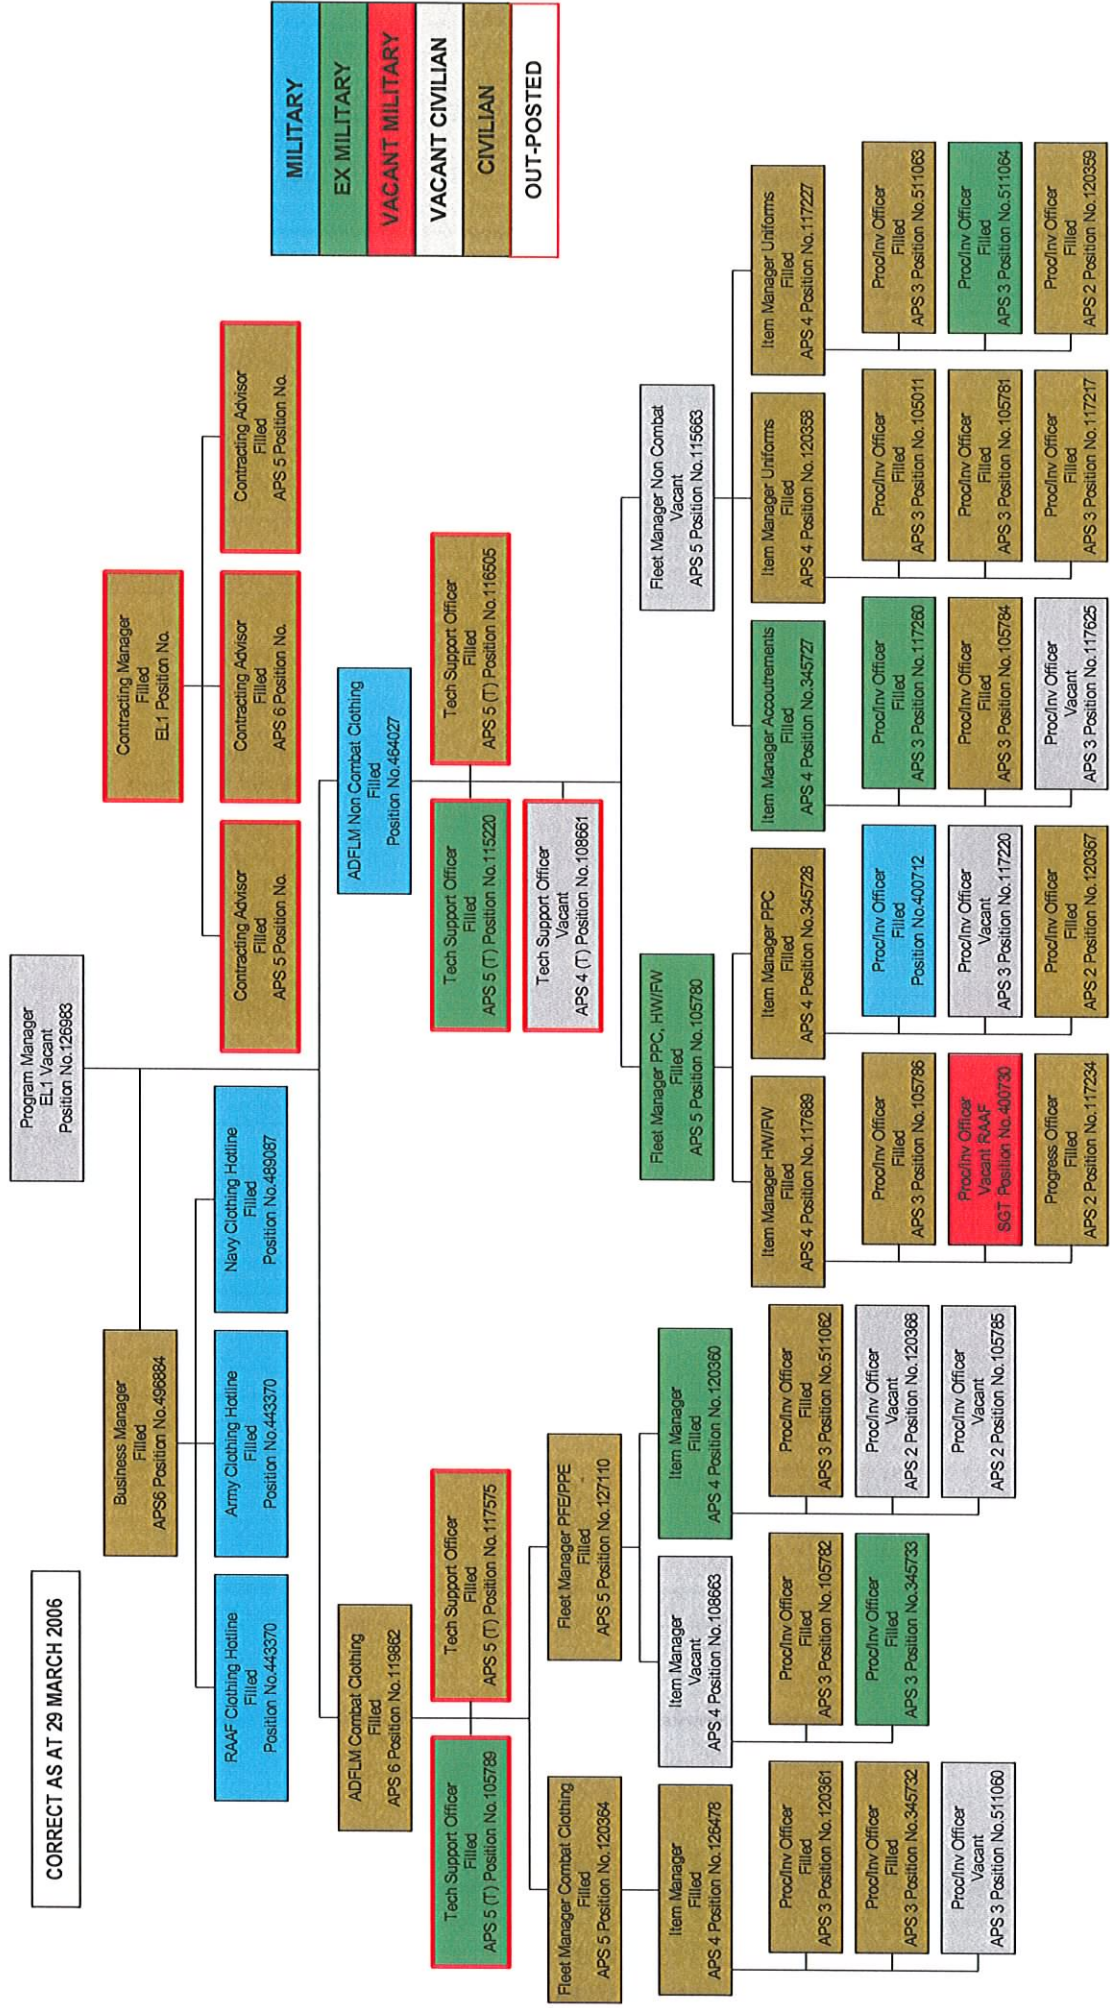 CORRECT AS AT 29 MARCH 2006
Program Manager
EL1 Vacant
Position No.126983
Business Manager
Filled
APS6 Position No.496884
RAAF Clothing Hotline
Filled
Position No.443370
Army Clothing Hotline
Filled
Position No.443370
Navy Clothing Hotline
Filled
Position No.489087
Contracting Manager
Filled
EL1 Position No.
Contracting Advisor
Filled
APS 5 Position No.
Contracting Advisor
Filled
APS 6 Position No.
Contracting Advisor
Filled
APS 5 Position No.
MILITARY
EX MILITARY
VACANT MILITARY
VACANT CIVILIAN
CIVILIAN
OUT-POSTED
ADFLM Combat Clothing
Filled
APS 6 Position No.119862
Tech Support Officer
Filled
APS 5 (T) Position No.105789
Tech Support Officer
Filled
APS 5 (T) Position No.117575
Fleet Manager Combat Clothing
Filled
APS 5 Position No.120364
Item Manager
Filled
APS 4 Position No.126478
Proc/Inv Officer
Filled
APS 3 Position No.120361
Proc/Inv Officer
Filled
APS 3 Position No.345732
Proc/Inv Officer
Vacant
APS 3 Position No.511060
Fleet Manager PFE/PPE
Filled
APS 5 Position No.127110
Item Manager
Vacant
APS 4 Position No.108663
Proc/Inv Officer
Filled
APS 3 Position No.105782
Proc/Inv Officer
Filled
APS 3 Position No.345733
Item Manager
Filled
APS 4 Position No.120360
Proc/Inv Officer
Filled
APS 3 Position No.511062
Proc/Inv Officer
Vacant
APS 2 Position No.120368
Proc/Inv Officer
Vacant
APS 2 Position No.105785
ADFLM Non Combat Clothing
Filled
Position No.464027
Tech Support Officer
Filled
APS 5 (T) Position No.115220
Tech Support Officer
Filled
APS 5 (T) Position No.116505
Tech Support Officer
Vacant
APS 4 (T) Position No.108661
Fleet Manager PPC, HW/FW
Filled
APS 5 Position No.105780
Item Manager HW/FW
Filled
APS 4 Position No.117689
Proc/Inv Officer
Filled
APS 3 Position No.105786
Proc/Inv Officer
Vacant RAAF
SGT Position No.400730
Progress Officer
Filled
APS 2 Position No.117234
Item Manager PPC
Filled
APS 4 Position No.345728
Proc/Inv Officer
Filled
Position No.400712
Proc/Inv Officer
Vacant
APS 3 Position No.117220
Proc/Inv Officer
Filled
APS 2 Position No.120367
Fleet Manager Non Combat
Vacant
APS 5 Position No.115663
Item Manager Accoutrements
Filled
APS 4 Position No.345727
Proc/Inv Officer
Filled
APS 3 Position No.117260
Proc/Inv Officer
Filled
APS 3 Position No.105784
Proc/Inv Officer
Vacant
APS 3 Position No.117625
Item Manager Uniforms
Filled
APS 4 Position No.120358
Proc/Inv Officer
Filled
APS 3 Position No.105011
Proc/Inv Officer
Filled
APS 3 Position No.105781
Proc/Inv Officer
Filled
APS 3 Position No.117217
Item Manager Uniforms
Filled
APS 4 Position No.117227
Proc/Inv Officer
Filled
APS 3 Position No.511063
Proc/Inv Officer
Filled
APS 3 Position No.511064
Proc/Inv Officer
Filled
APS 2 Position No.120359